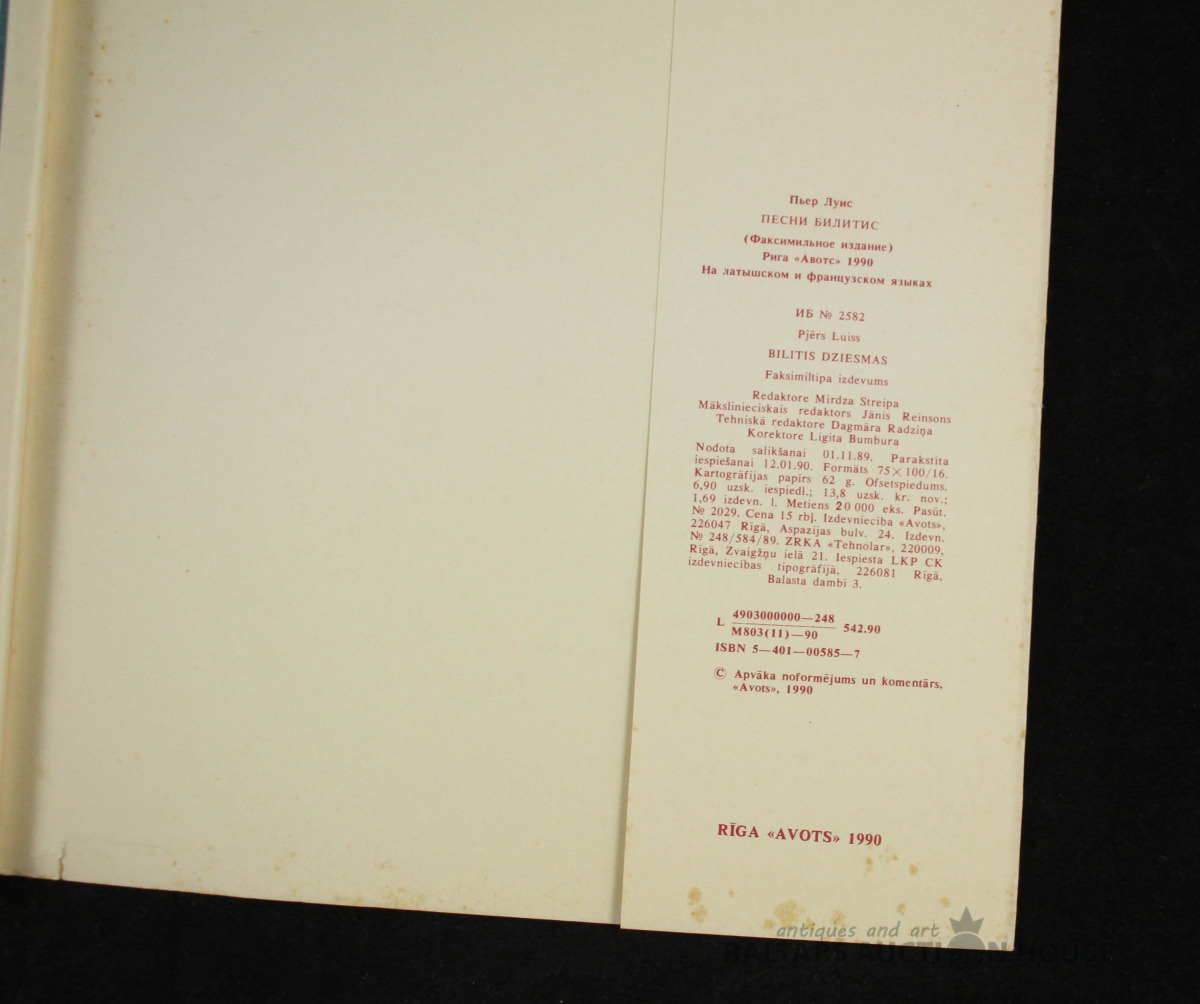 Пьер Луис
ПЕСНИ БИЛИТИС
(Факсимильное издание)
Рига «Авотс» 1990
На латышском и французском языках
ИБ № 2582
Pjērs Luiss
BILITIS DZIESMAS
Faksimiltipa izdevums
Redaktore Mirdza Streipa
Mākslinieciskais redaktors Jānis Reinsons
Tehniskā redaktore Dagmāra Radziņa
Korektore Ligita Bumbura
Nodota salikšanai 01.11.89. Parakstīta
iespiešanai 12.01.90. Formāts 75×100/16.
Kartogrāfijas papīrs 62 g. Ofsetspiedums.
6,90 uzsk. iespiedl.; 13,8 uzsk. kr. nov.;
1,69 izdevn. l. Metiens 20 000 eks. Pasūt.
№ 2029. Cena 15 rbļ. Izdevniecība «Avots»,
226047 Rīgā, Aspazijas bulv. 24. Izdevn.
№ 248/584/89. ZRKA «Tehnolar», 220009,
Rīgā, Zvaigžņu ielā 21. Iespiesta LKP CK
izdevniecības tipogrāfijā, 226081 Rīgā,
Balasta dambī 3.
L 4903000000—248 542.90
M803(11)—90
ISBN 5—401—00585—7
© Apvāka noformējums un komentārs,
«Avots», 1990
RĪGA «AVOTS» 1990
antiques and art
BALTARS AUCTION HOUSE